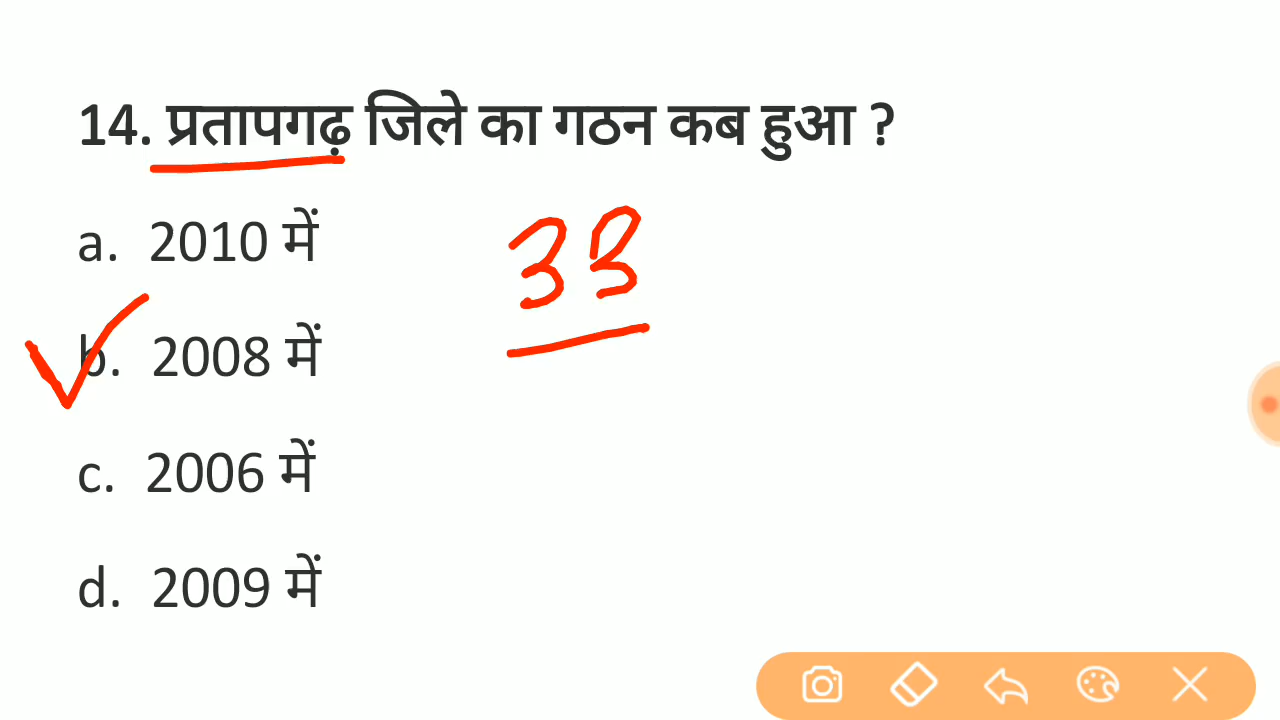 14. प्रतापगढ़ जिले का गठन कब हुआ ?
a. 2010 में
33
b. 2008 में
c. 2006 में
d. 2009 में